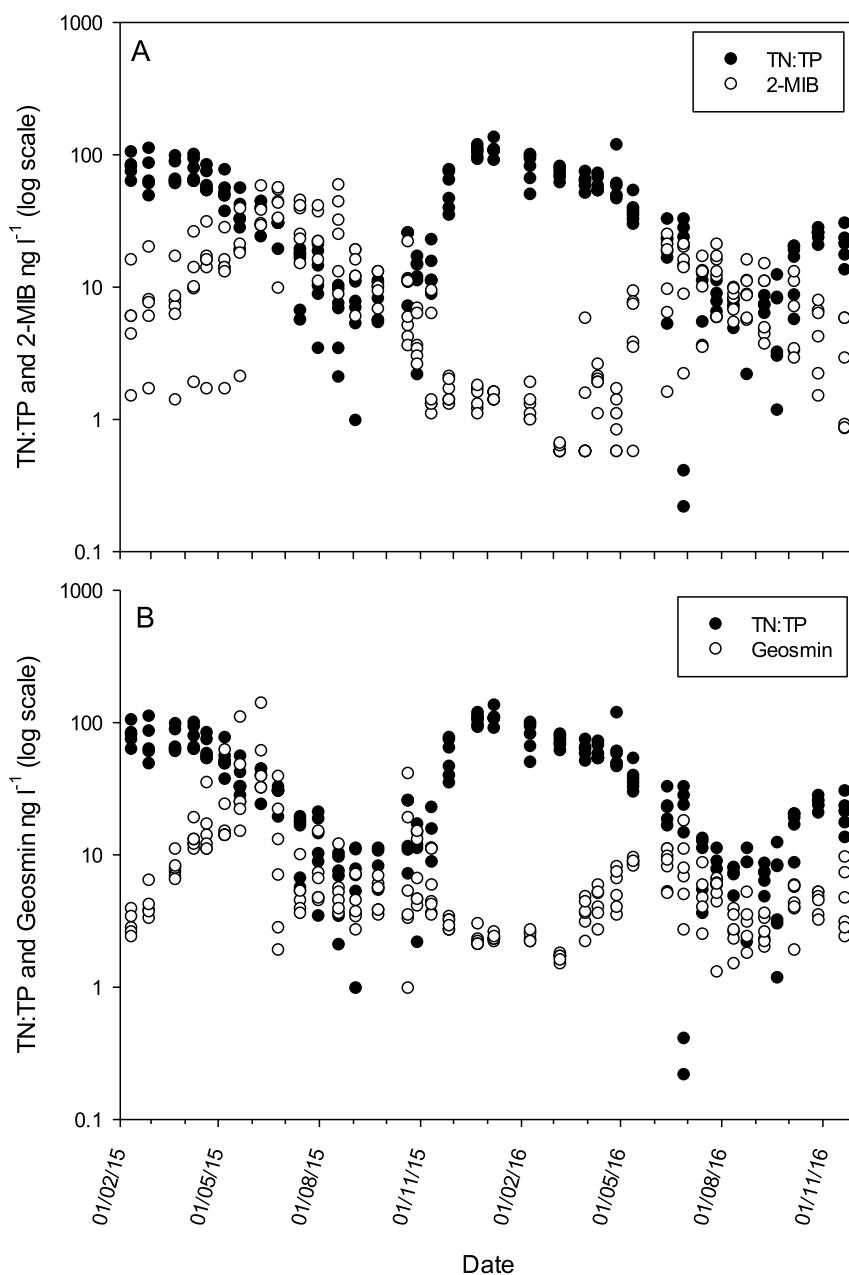 1000
A
TN:TP
2-MIB
100
10
1
0.1
TN:TP and 2-MIB ng l⁻¹ (log scale)
1000
B
TN:TP
Geosmin
100
10
1
0.1
TN:TP and Geosmin ng l⁻¹ (log scale)
01/02/15
01/05/15
01/08/15
01/11/15
01/02/16
01/05/16
01/08/16
01/11/16
Date